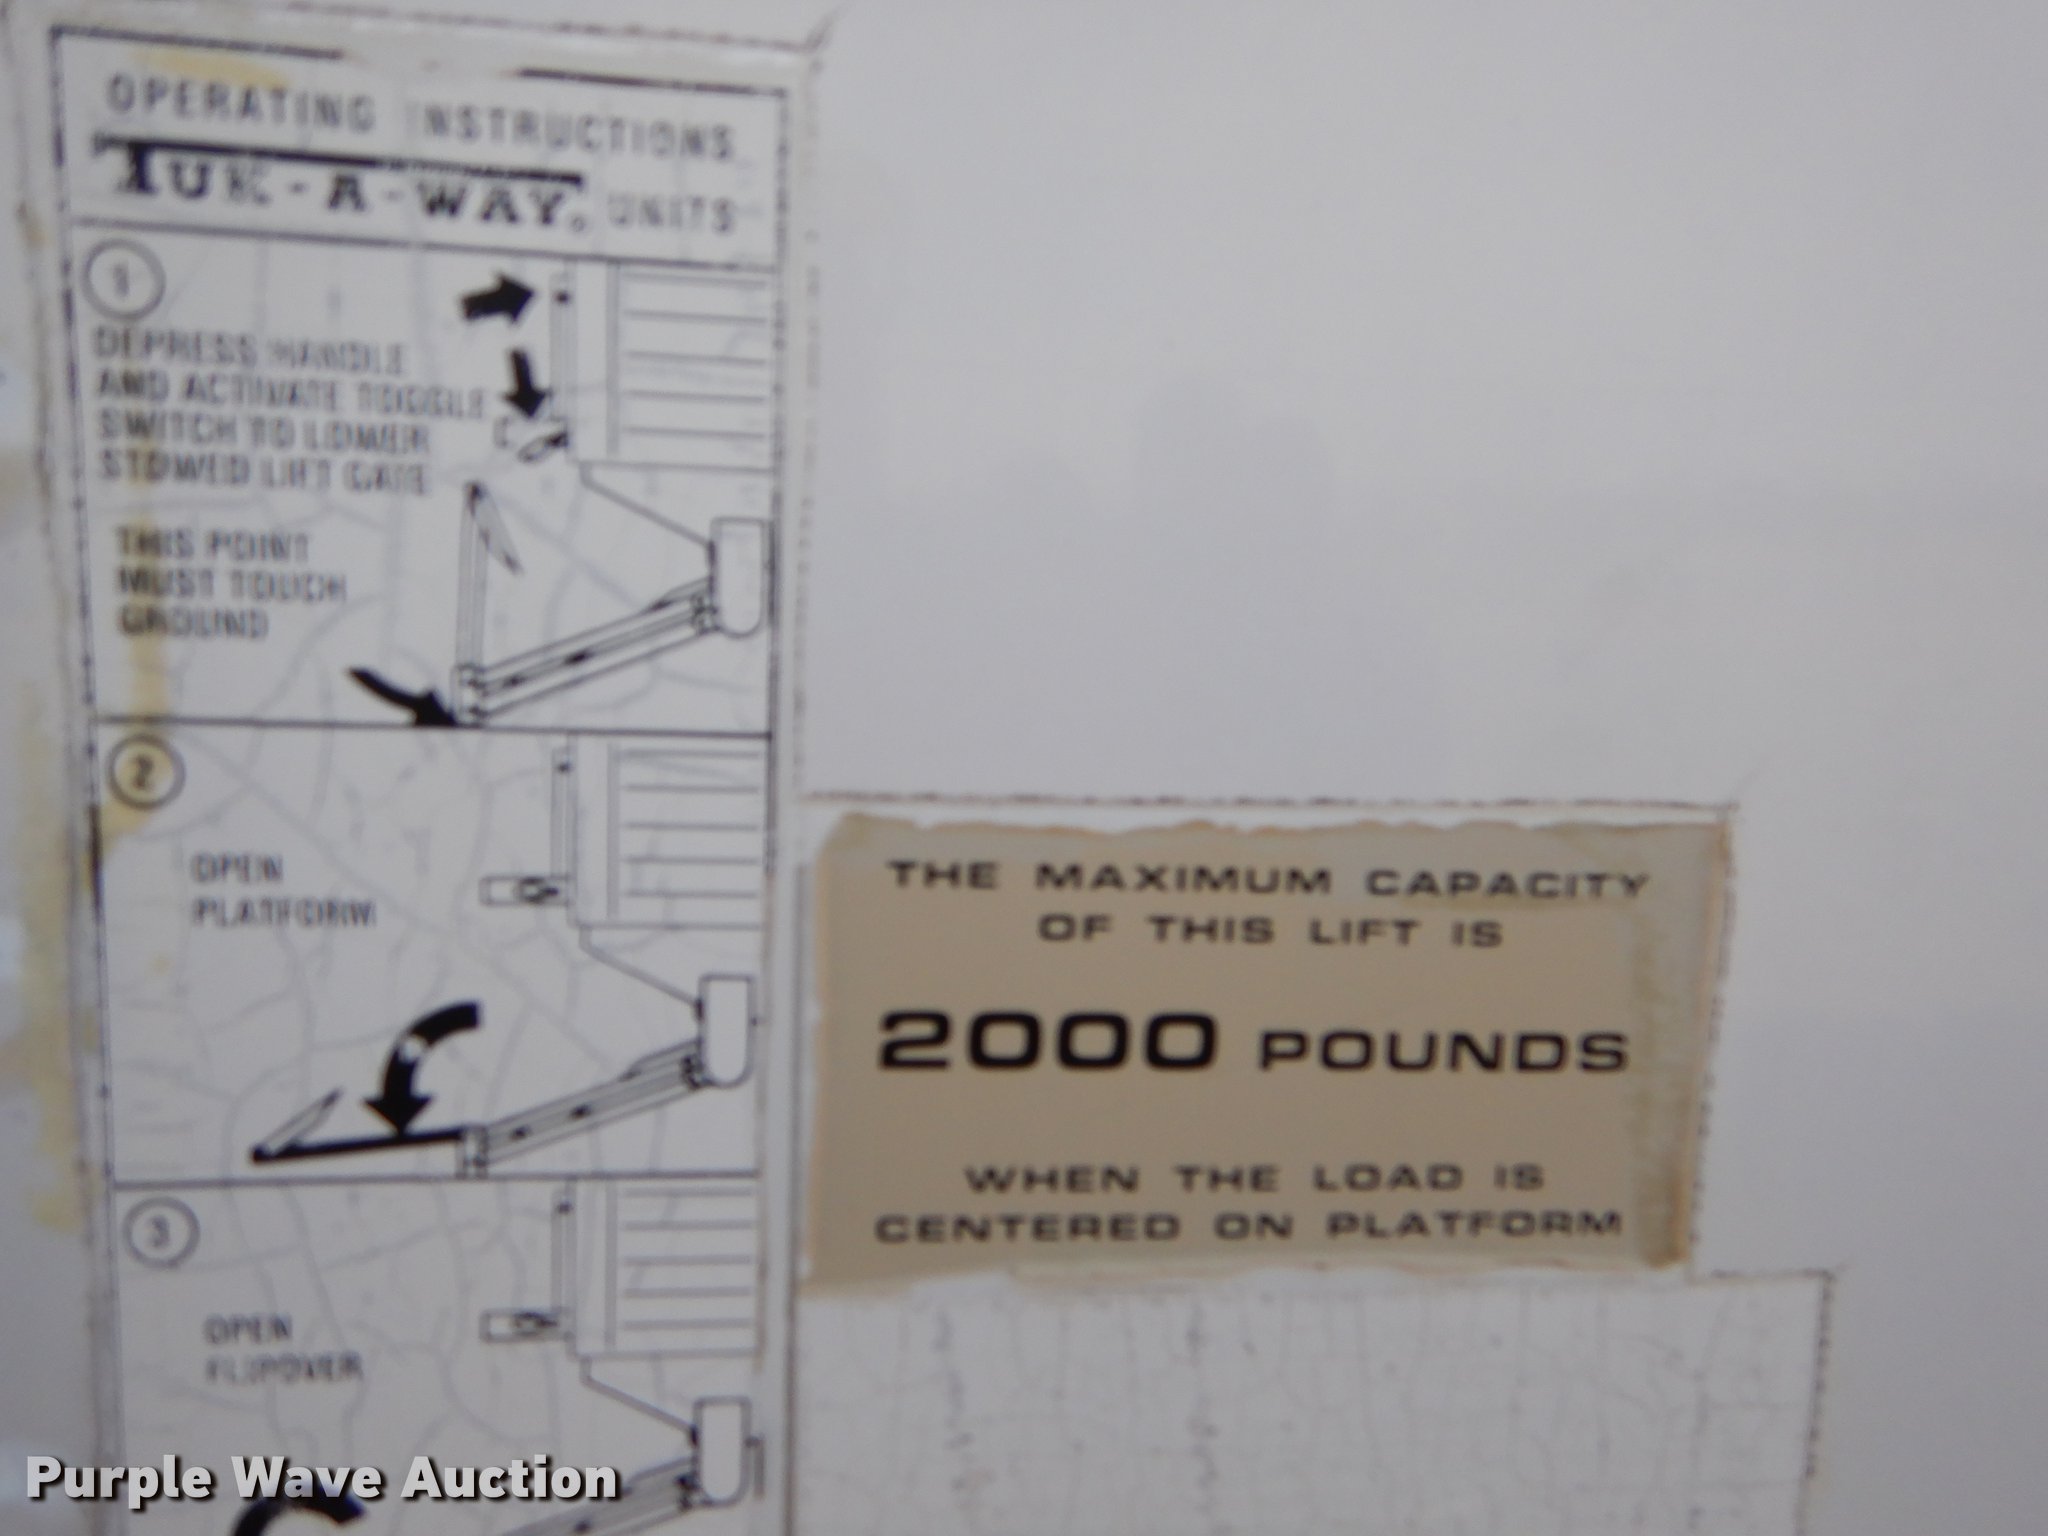 OPERATING INSTRUCTIONS
TUK-A-WAY. UNITS
1
DEPRESS HANDLE
AND ACTIVATE TOGGLE
SWITCH TO LOWER
STOWED LIFT GATE
THIS POINT
MUST TOUCH
GROUND
2
OPEN
PLATFORM
3
OPEN
FLIPOVER
THE MAXIMUM CAPACITY
OF THIS LIFT IS
2000 POUNDS
WHEN THE LOAD IS
CENTERED ON PLATFORM
Purple Wave Auction